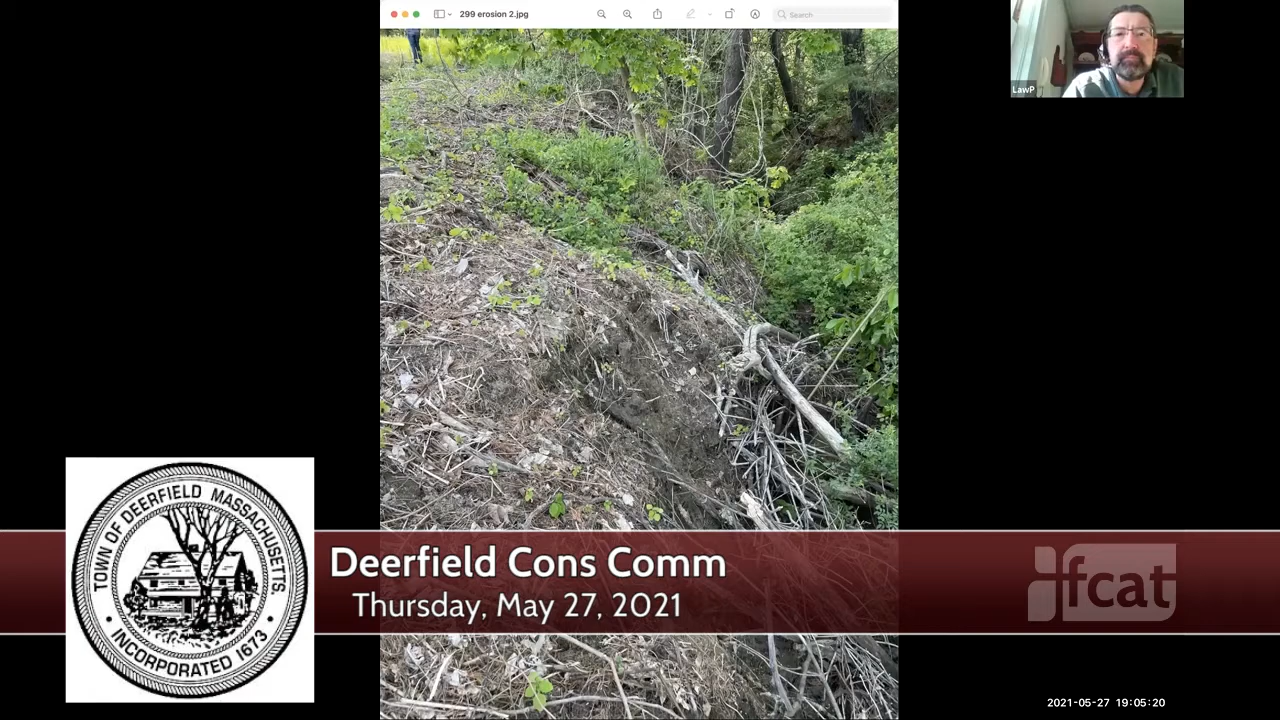 299 erosion 2.jpg
Search
LawP
TOWN OF DEERFIELD MASSACHUSETTS.
• INCORPORATED 1673 •
Deerfield Cons Comm
Thursday, May 27, 2021
fcat
2021-05-27 19:05:20